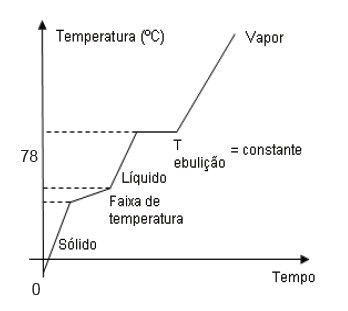 Temperatura (ºC)
Vapor
T
ebulição = constante
78
Líquido
Faixa de
temperatura
Sólido
Tempo
0